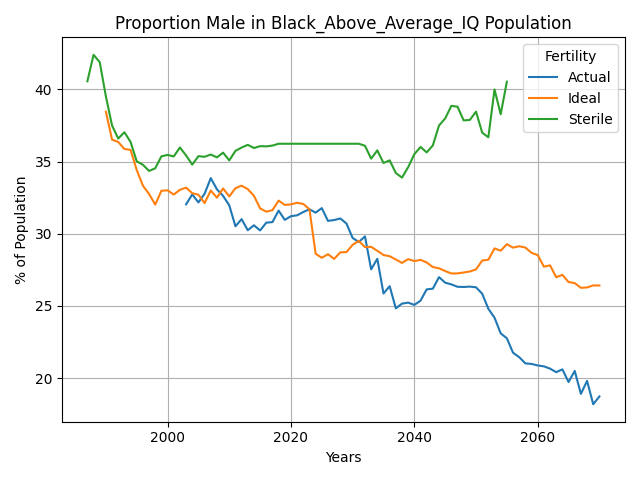 Proportion Male in Black_Above_Average_IQ Population
Fertility
Actual
Ideal
Sterile
% of Population
40
35
30
25
20
2000
2020
2040
2060
Years